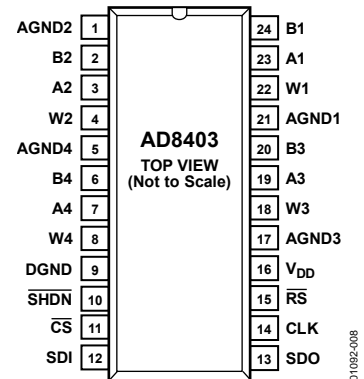 AGND2 1 24 B1
B2 2 23 A1
A2 3 22 W1
W2 4 21 AGND1
AGND4 5 20 B3
B4 6 19 A3
A4 7 18 W3
W4 8 17 AGND3
DGND 9 16 VDD
SHDN 10 15 RS
CS 11 14 CLK
SDI 12 13 SDO
AD8403
TOP VIEW
(Not to Scale)
01092-008